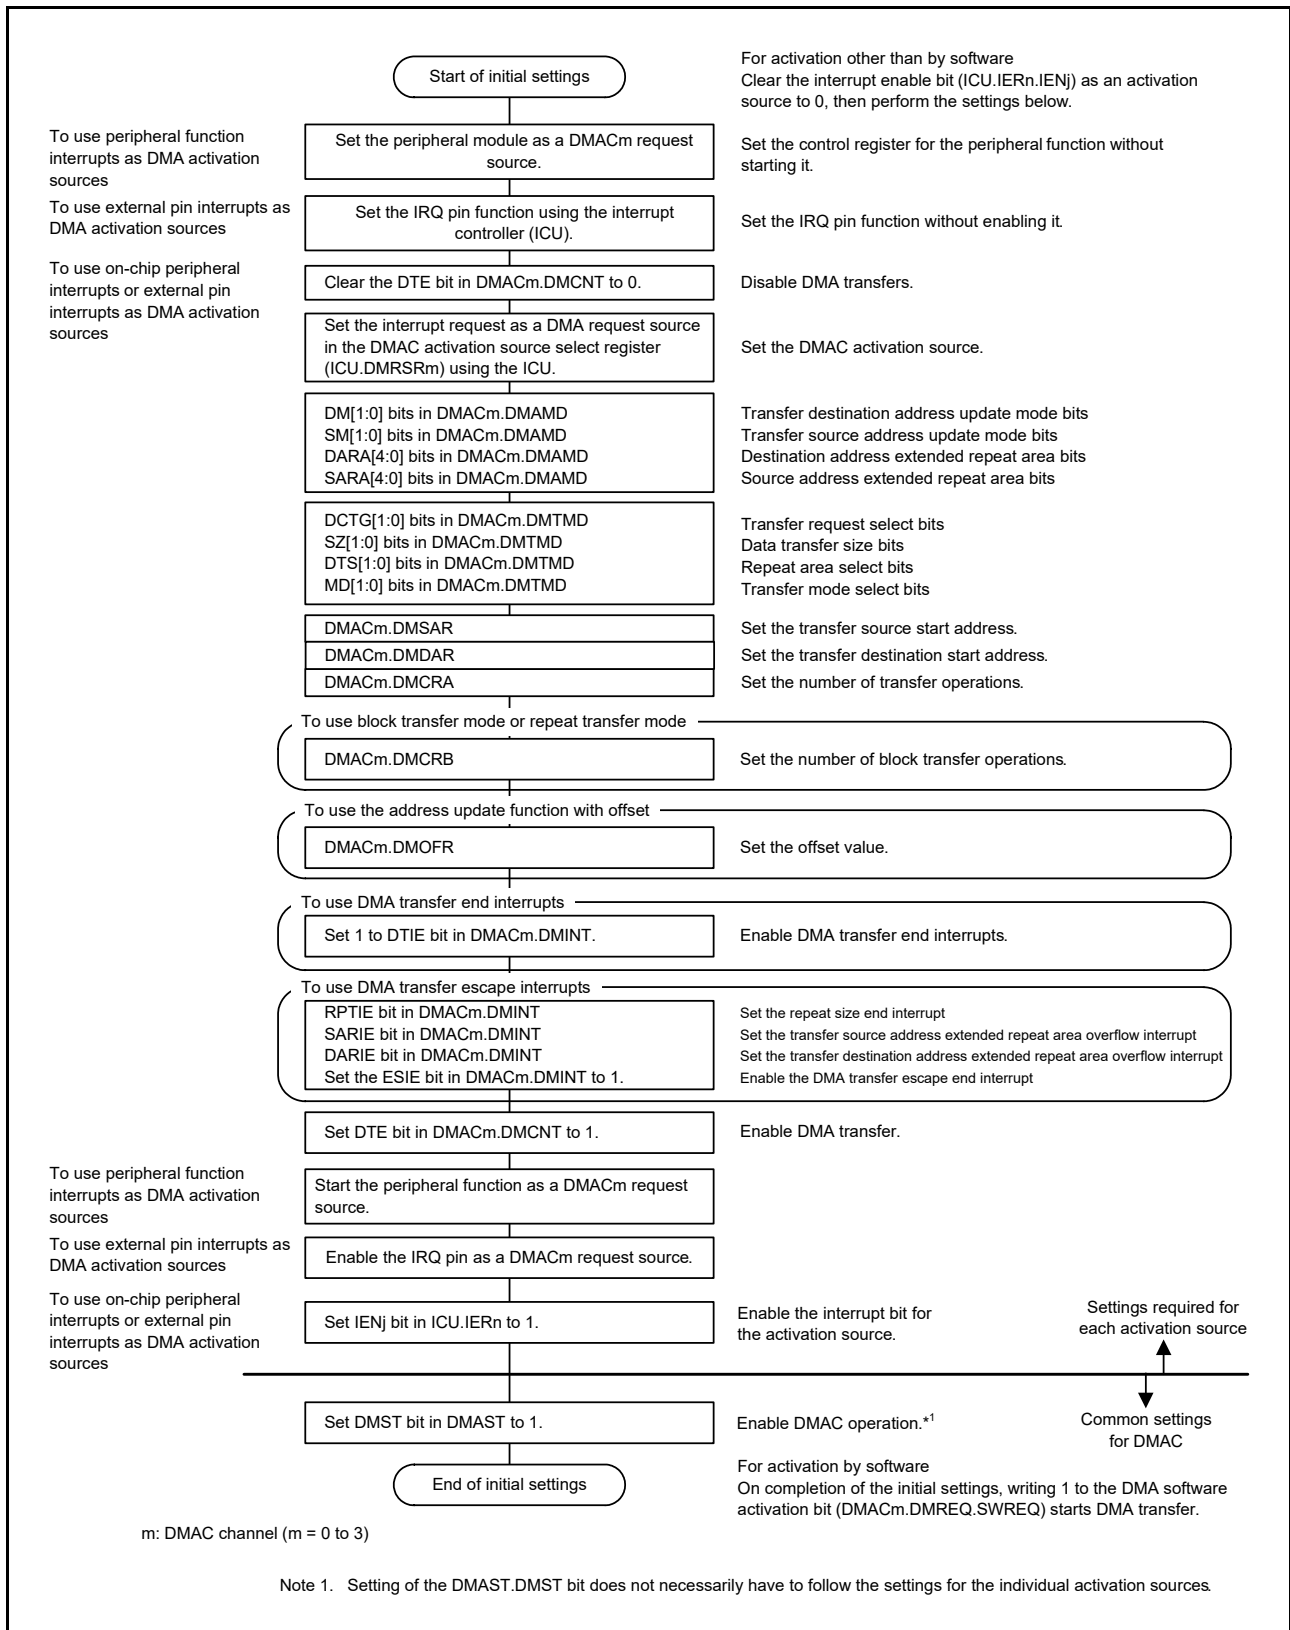 Start of initial settings
For activation other than by software
Clear the interrupt enable bit (ICU.IERn.IENj) as an activation
source to 0, then perform the settings below.
To use peripheral function
interrupts as DMA activation
sources
Set the peripheral module as a DMACm request
source.
Set the control register for the peripheral function without
starting it.
To use external pin interrupts as
DMA activation sources
Set the IRQ pin function using the interrupt
controller (ICU).
Set the IRQ pin function without enabling it.
To use on-chip peripheral
interrupts or external pin
interrupts as DMA activation
sources
Clear the DTE bit in DMACm.DMCNT to 0.
Disable DMA transfers.
Set the interrupt request as a DMA request source
in the DMAC activation source select register
(ICU.DMRSRm) using the ICU.
Set the DMAC activation source.
DM[1:0] bits in DMACm.DMAMD
SM[1:0] bits in DMACm.DMAMD
DARA[4:0] bits in DMACm.DMAMD
SARA[4:0] bits in DMACm.DMAMD
Transfer destination address update mode bits
Transfer source address update mode bits
Destination address extended repeat area bits
Source address extended repeat area bits
DCTG[1:0] bits in DMACm.DMTMD
SZ[1:0] bits in DMACm.DMTMD
DTS[1:0] bits in DMACm.DMTMD
MD[1:0] bits in DMACm.DMTMD
Transfer request select bits
Data transfer size bits
Repeat area select bits
Transfer mode select bits
DMACm.DMSAR
Set the transfer source start address.
DMACm.DMDAR
Set the transfer destination start address.
DMACm.DMCRA
Set the number of transfer operations.
To use block transfer mode or repeat transfer mode
DMACm.DMCRB
Set the number of block transfer operations.
To use the address update function with offset
DMACm.DMOFR
Set the offset value.
To use DMA transfer end interrupts
Set 1 to DTIE bit in DMACm.DMINT.
Enable DMA transfer end interrupts.
To use DMA transfer escape interrupts
RPTIE bit in DMACm.DMINT
SARIE bit in DMACm.DMINT
DARIE bit in DMACm.DMINT
Set the ESIE bit in DMACm.DMINT to 1.
Set the repeat size end interrupt
Set the transfer source address extended repeat area overflow interrupt
Set the transfer destination address extended repeat area overflow interrupt
Enable the DMA transfer escape end interrupt
Set DTE bit in DMACm.DMCNT to 1.
Enable DMA transfer.
To use peripheral function
interrupts as DMA activation
sources
Start the peripheral function as a DMACm request
source.
To use external pin interrupts as
DMA activation sources
Enable the IRQ pin as a DMACm request source.
To use on-chip peripheral
interrupts or external pin
interrupts as DMA activation
sources
Set IENj bit in ICU.IERn to 1.
Enable the interrupt bit for
the activation source.
Settings required for
each activation source
Set DMST bit in DMAST to 1.
Enable DMAC operation.*1
Common settings
for DMAC
End of initial settings
For activation by software
On completion of the initial settings, writing 1 to the DMA software
activation bit (DMACm.DMREQ.SWREQ) starts DMA transfer.
m: DMAC channel (m = 0 to 3)
Note 1. Setting of the DMAST.DMST bit does not necessarily have to follow the settings for the individual activation sources.